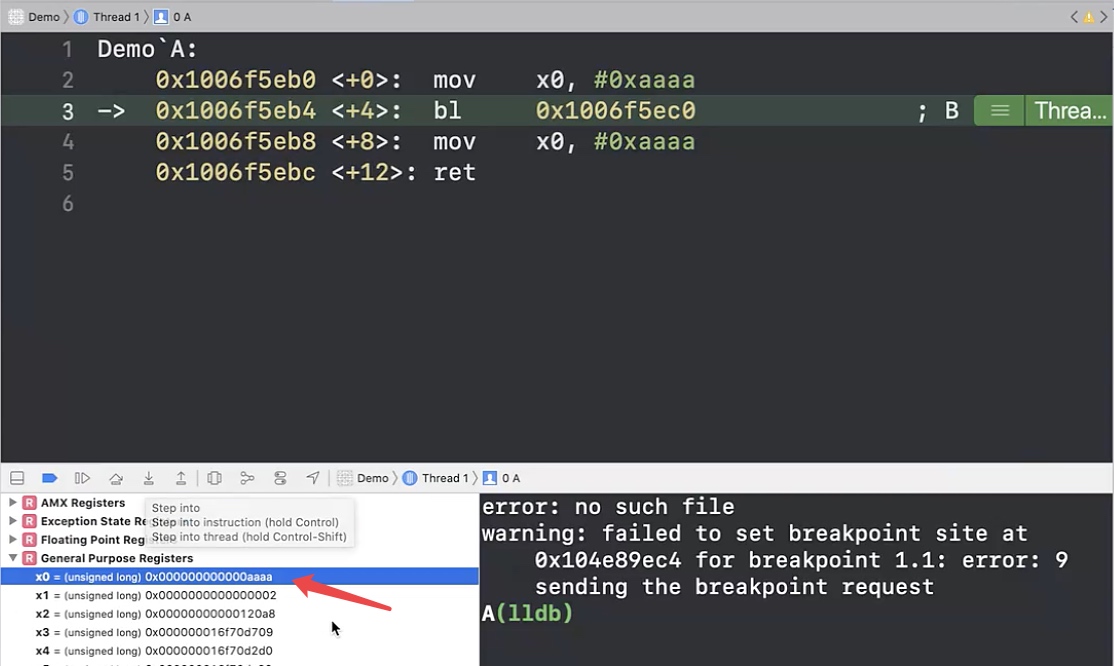 Demo Thread 1 0 A
1 Demo`A:
2 0x1006f5eb0 <+0>: mov x0, #0xaaaa
3 -> 0x1006f5eb4 <+4>: bl 0x1006f5ec0 ; B Threa...
4 0x1006f5eb8 <+8>: mov x0, #0xaaaa
5 0x1006f5ebc <+12>: ret
6
Demo Thread 1 0 A
R AMX Registers
R Exception State Re
R Floating Point Reg
R General Purpose Registers
x0 = (unsigned long) 0x000000000000aaaa
x1 = (unsigned long) 0x0000000000000002
x2 = (unsigned long) 0x00000000000120a8
x3 = (unsigned long) 0x000000016f70d709
x4 = (unsigned long) 0x000000016f70d2d0
Step into
Step into instruction (hold Control)
Step into thread (hold Control-Shift)
error: no such file
warning: failed to set breakpoint site at
0x104e89ec4 for breakpoint 1.1: error: 9
sending the breakpoint request
A(lldb)